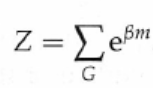 Z = ∑_G e^{βm}